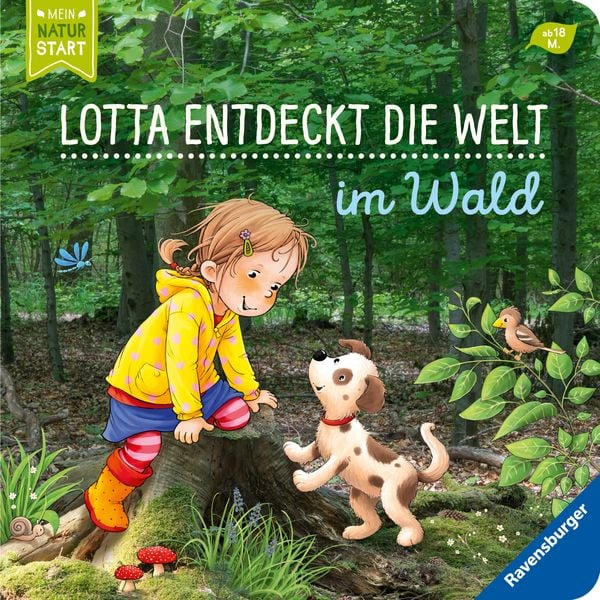 MEIN
NATUR
START
ab 18
M.
LOTTA ENTDECKT DIE WELT
im Wald
Ravensburger